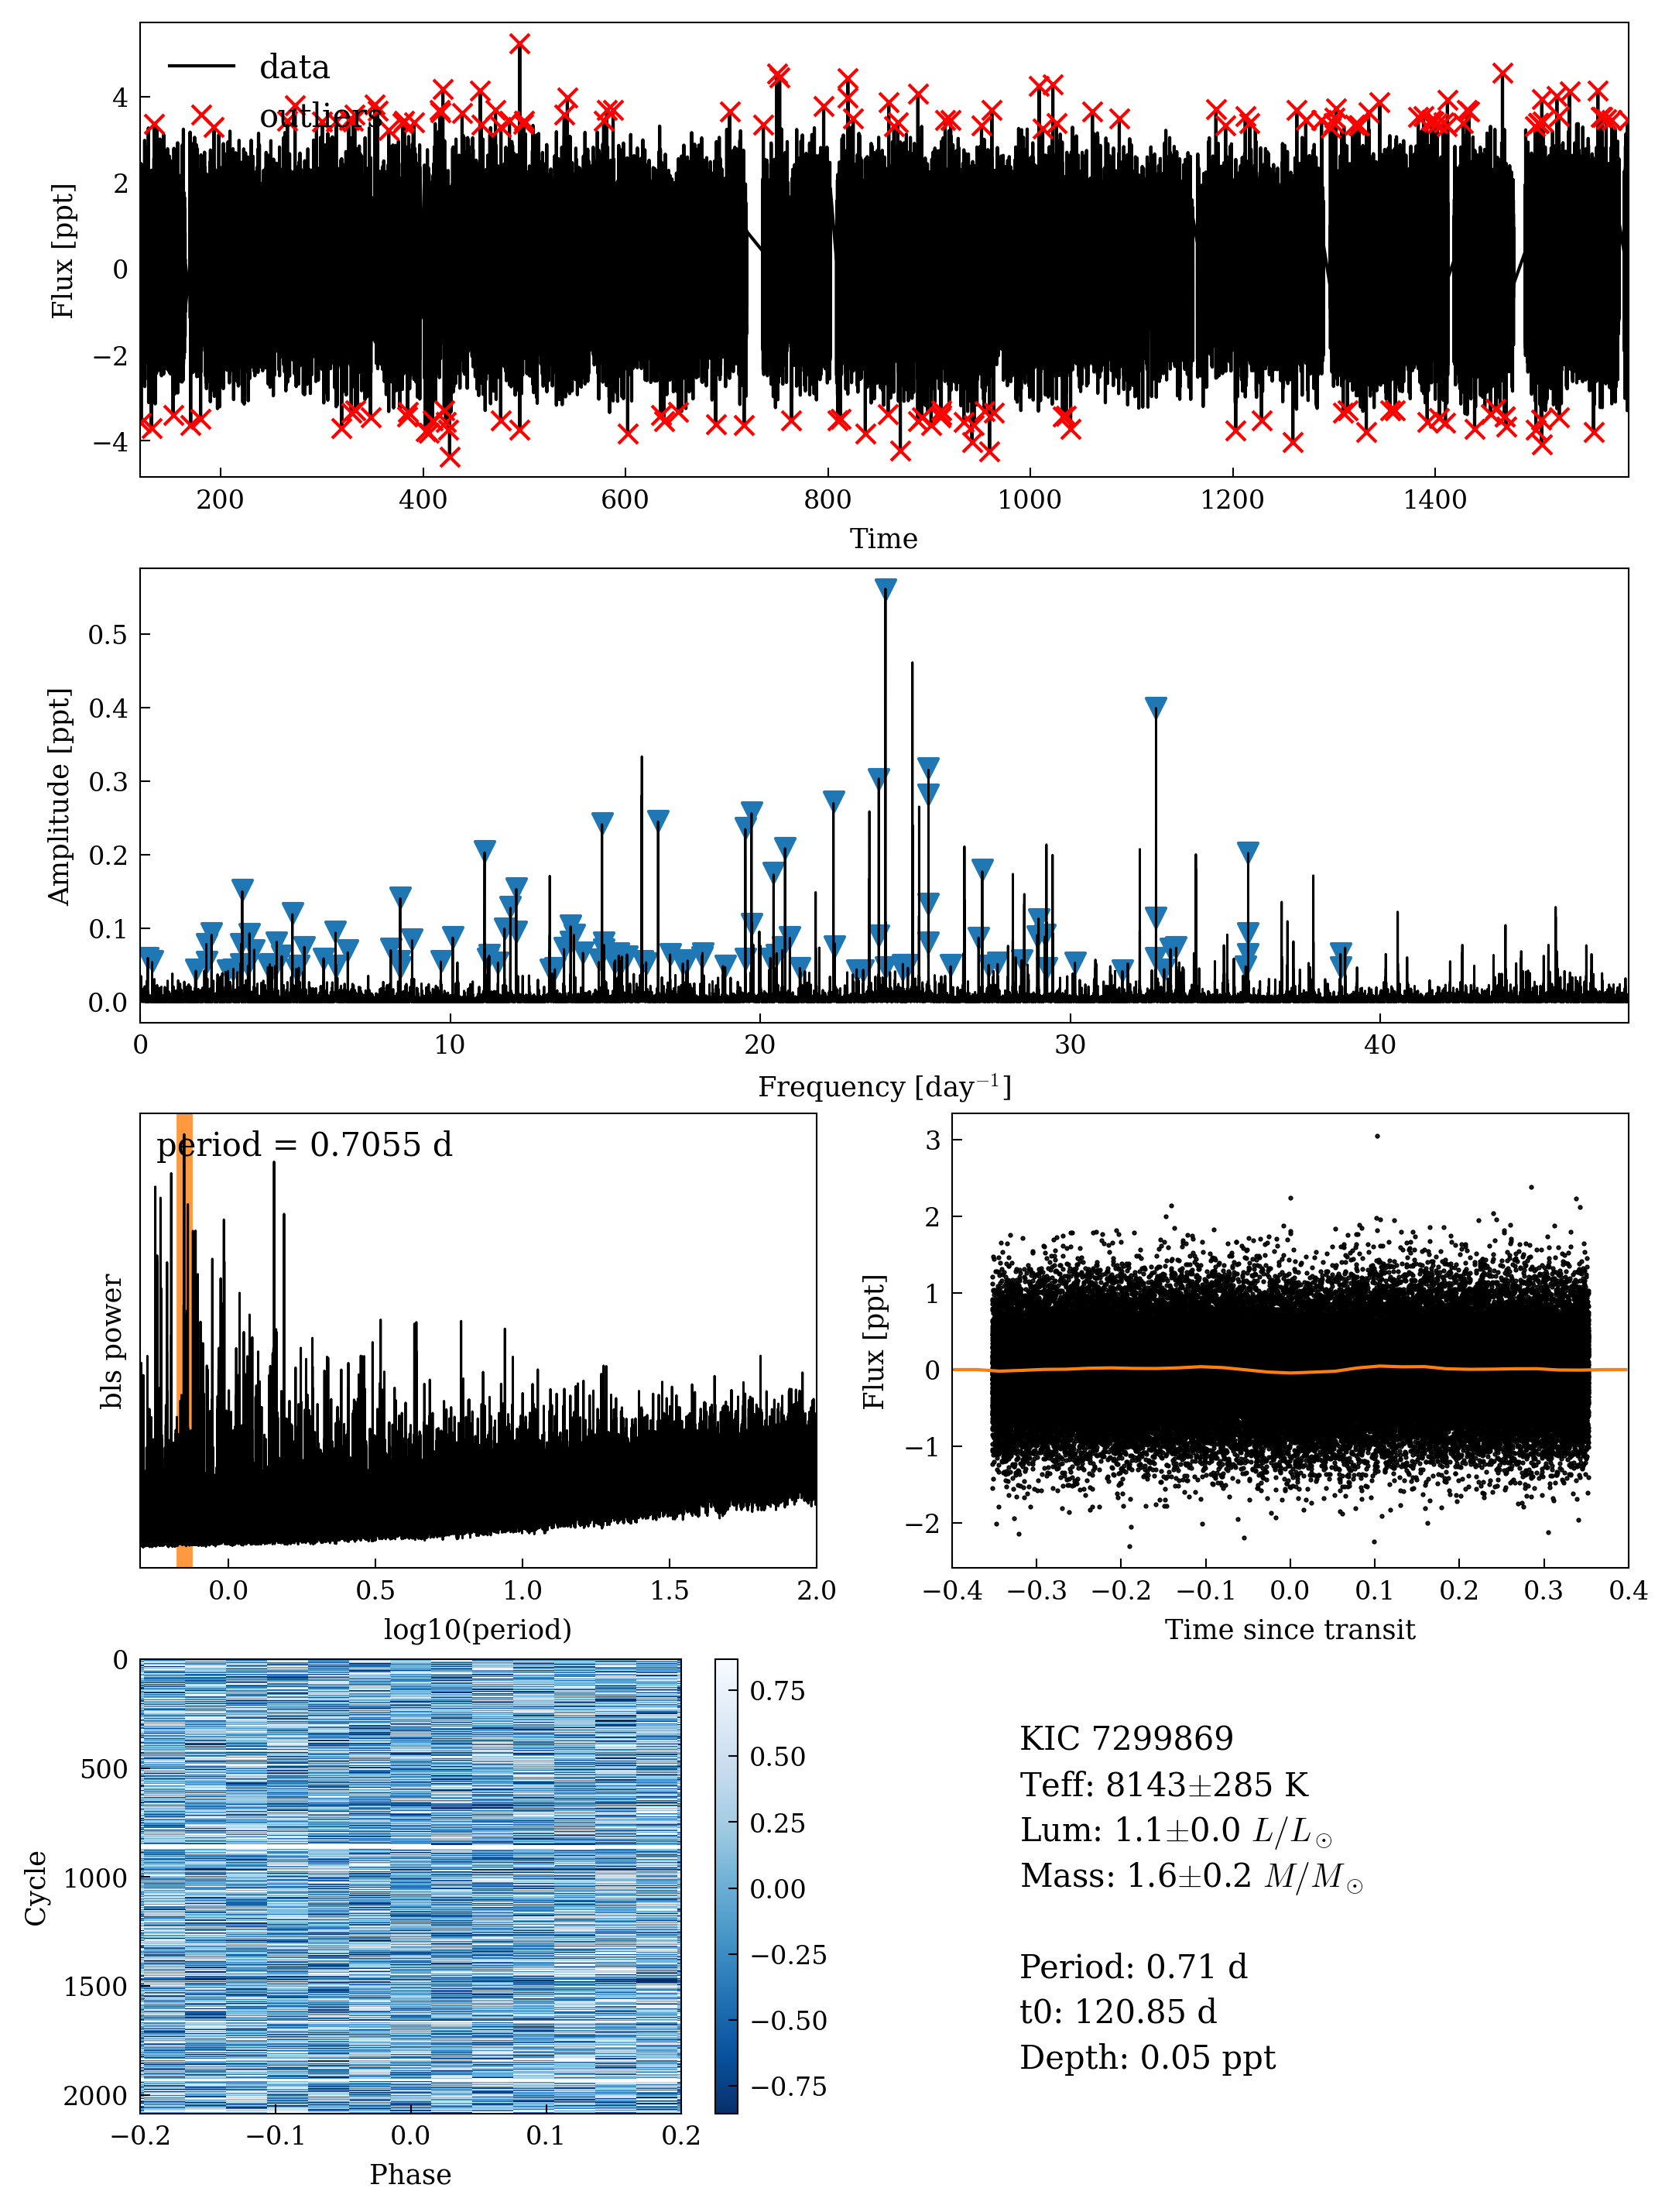 data
outliers
Flux [ppt]
4
2
0
−2
−4
200 400 600 800 1000 1200 1400
Time
Amplitude [ppt]
0.5
0.4
0.3
0.2
0.1
0.0
0 10 20 30 40
Frequency [day⁻¹]
period = 0.7055 d
bls power
0.0 0.5 1.0 1.5 2.0
log10(period)
Flux [ppt]
3
2
1
0
−1
−2
−0.4 −0.3 −0.2 −0.1 0.0 0.1 0.2 0.3 0.4
Time since transit
Cycle
0
500
1000
1500
2000
−0.2 −0.1 0.0 0.1 0.2
Phase
0.75
0.50
0.25
0.00
−0.25
−0.50
−0.75
KIC 7299869
Teff: 8143±285 K
Lum: 1.1±0.0 L/L⊙
Mass: 1.6±0.2 M/M⊙
Period: 0.71 d
t0: 120.85 d
Depth: 0.05 ppt